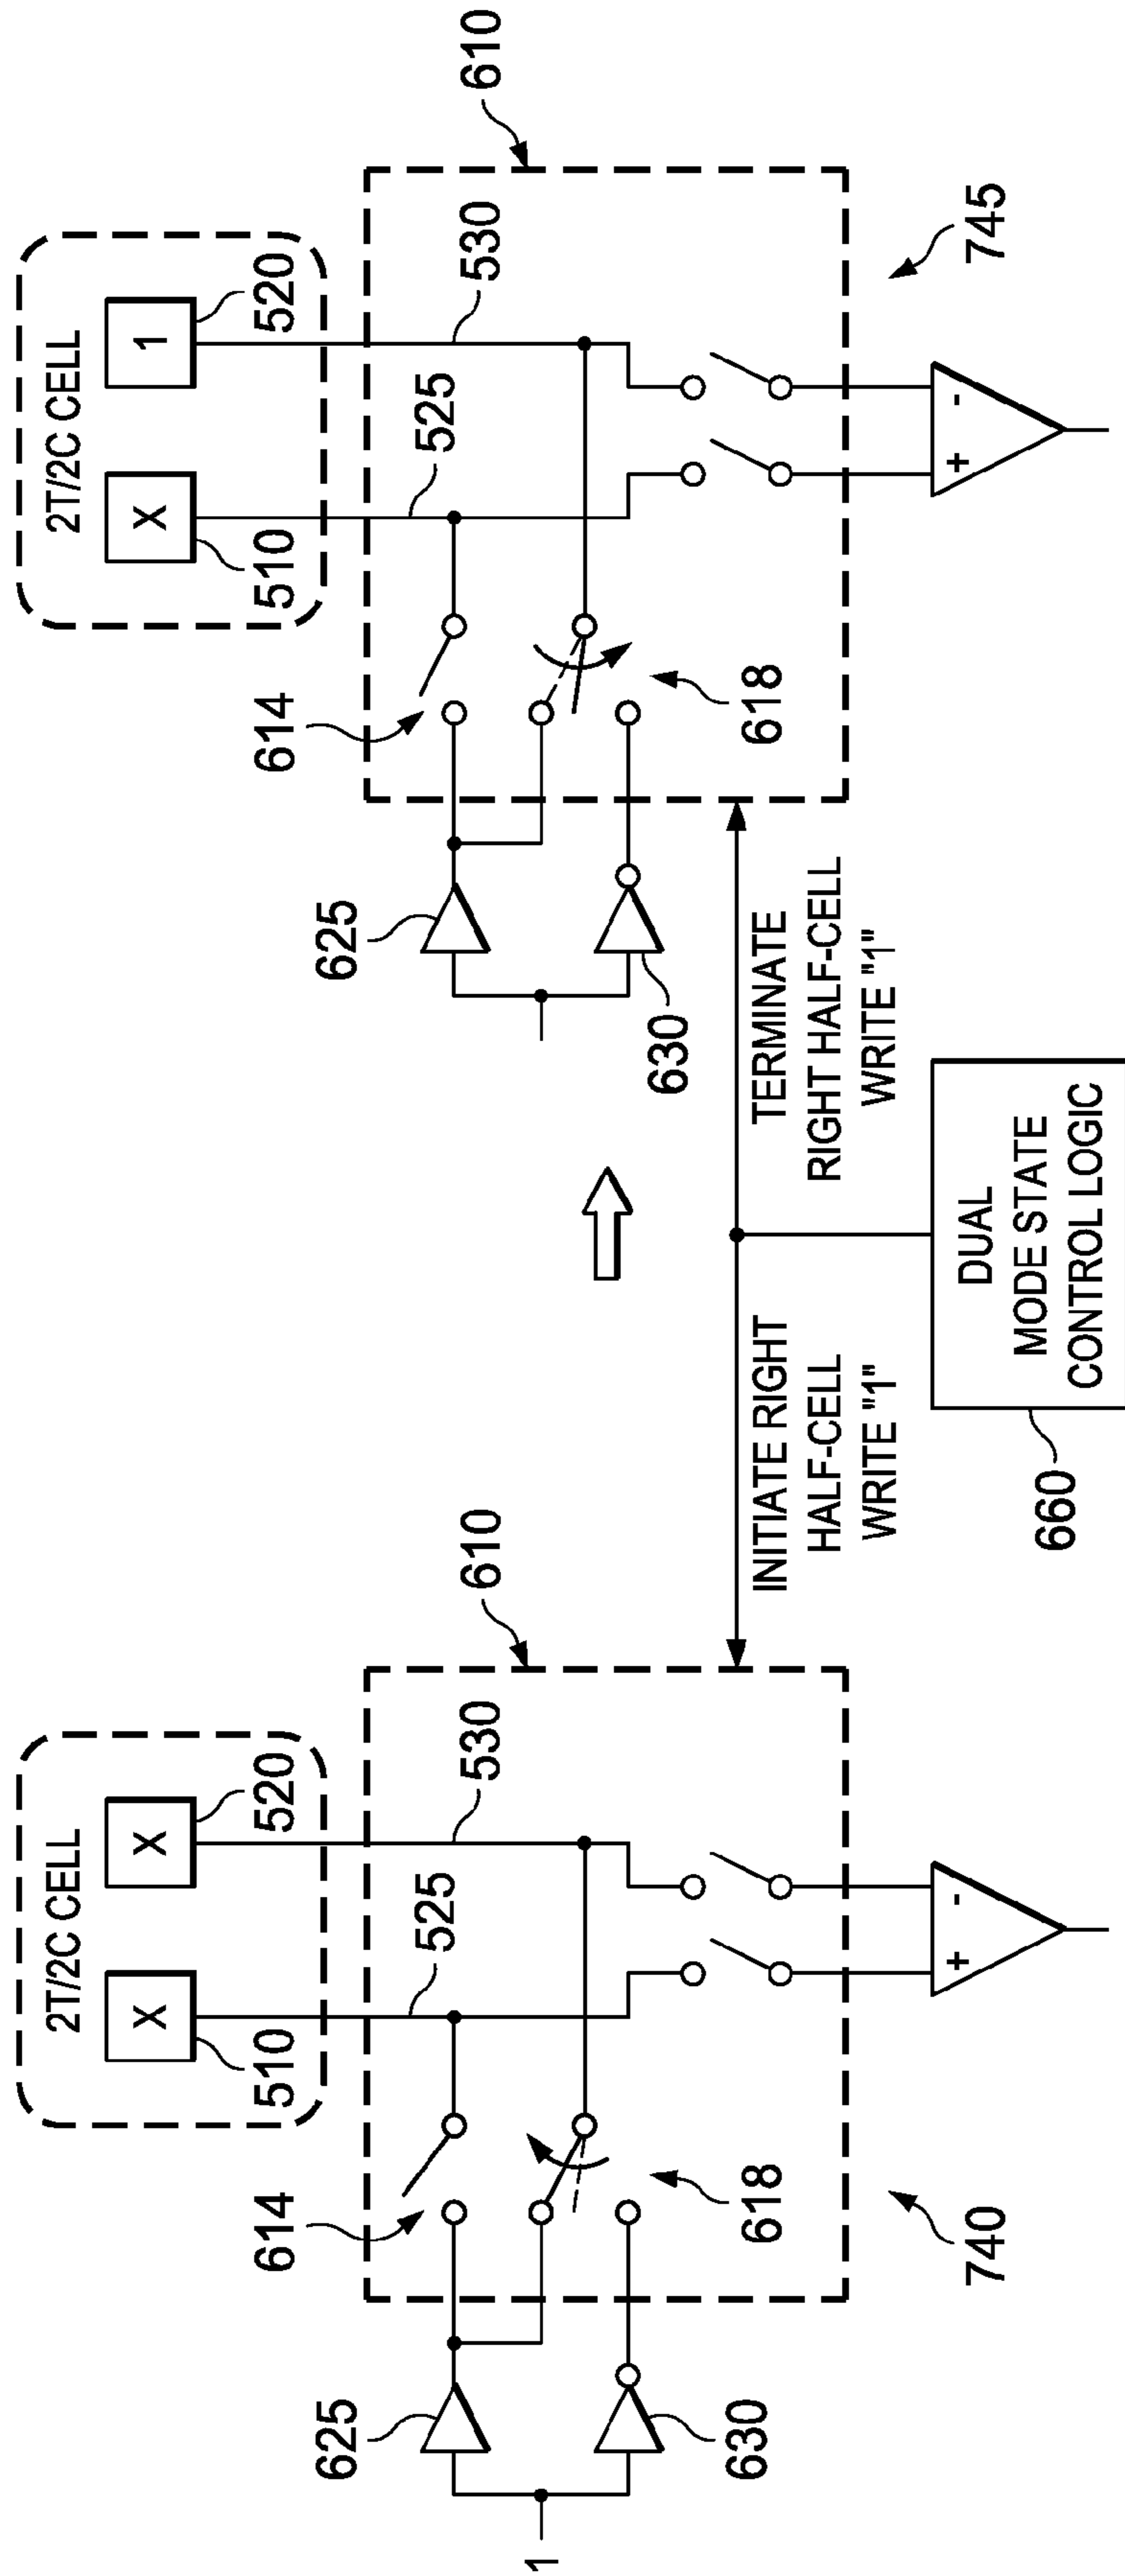 2T/2C CELL
X
X
510
520
525
530
610
614
618
625
630
1
740
INITIATE RIGHT
HALF-CELL
WRITE "1"
660
DUAL
MODE STATE
CONTROL LOGIC
TERMINATE
RIGHT HALF-CELL
WRITE "1"
2T/2C CELL
X
1
510
520
525
530
610
614
618
625
630
745
+
-
+
-